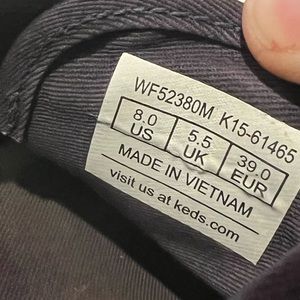 WF52380M K15-61465
8.0 5.5 39.0
US UK EUR
MADE IN VIETNAM
visit us at keds.com